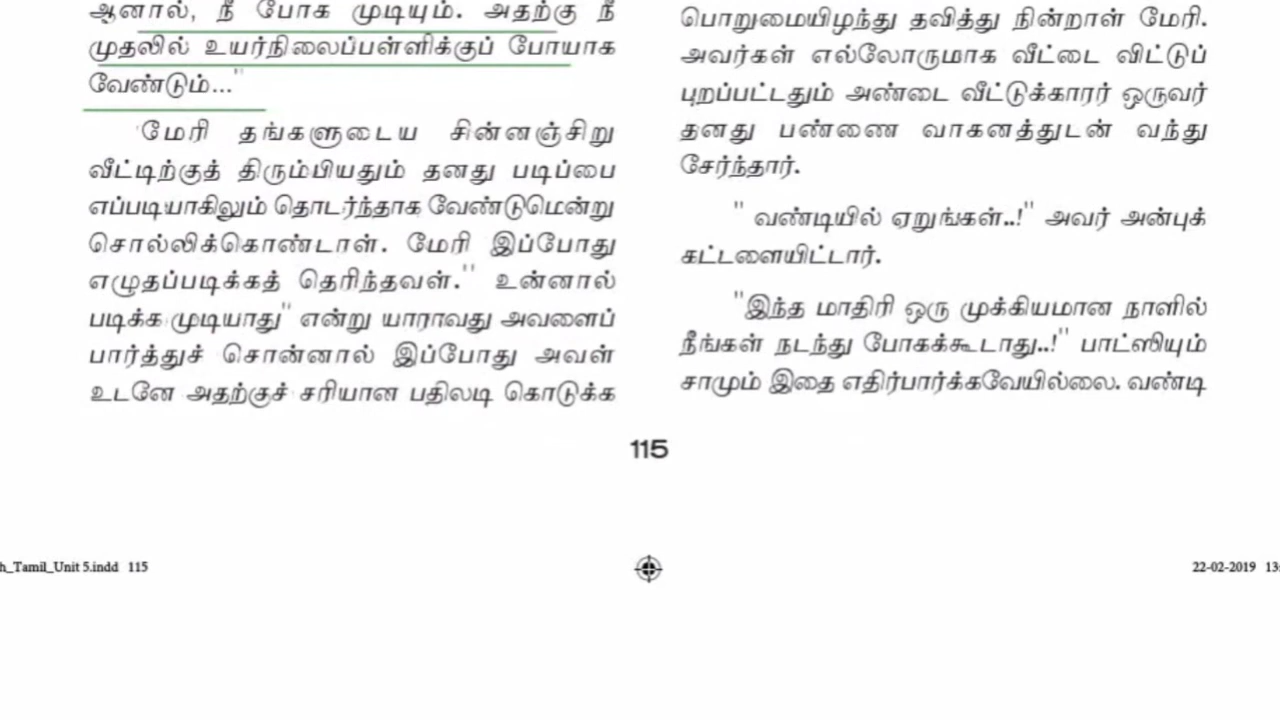 ஆனால், நீ போக முடியும். அதற்கு நீ
முதலில் உயர்நிலைப்பள்ளிக்குப் போயாக
வேண்டும்..."
'மேரி தங்களுடைய சின்னஞ்சிறு
வீட்டிற்குத் திரும்பியதும் தனது படிப்பை
எப்படியாகிலும் தொடர்ந்தாக வேண்டுமென்று
சொல்லிக்கொண்டாள். மேரி இப்போது
எழுதப்படிக்கத் தெரிந்தவள்." உன்னால்
படிக்க முடியாது" என்று யாராவது அவளைப்
பார்த்துச் சொன்னால் இப்போது அவள்
உடனே அதற்குச் சரியான பதிலடி கொடுக்க
பொறுமையிழந்து தவித்து நின்றாள் மேரி.
அவர்கள் எல்லோருமாக வீட்டை விட்டுப்
புறப்பட்டதும் அண்டை வீட்டுக்காரர் ஒருவர்
தனது பண்ணை வாகனத்துடன் வந்து
சேர்ந்தார்.
" வண்டியில் ஏறுங்கள்..!" அவர் அன்புக்
கட்டளையிட்டார்.
"இந்த மாதிரி ஒரு முக்கியமான நாளில்
நீங்கள் நடந்து போகக்கூடாது..!" பாட்ஸியும்
சாமும் இதை எதிர்பார்க்கவேயில்லை. வண்டி
115
h_Tamil_Unit 5.indd 115
22-02-2019 13: